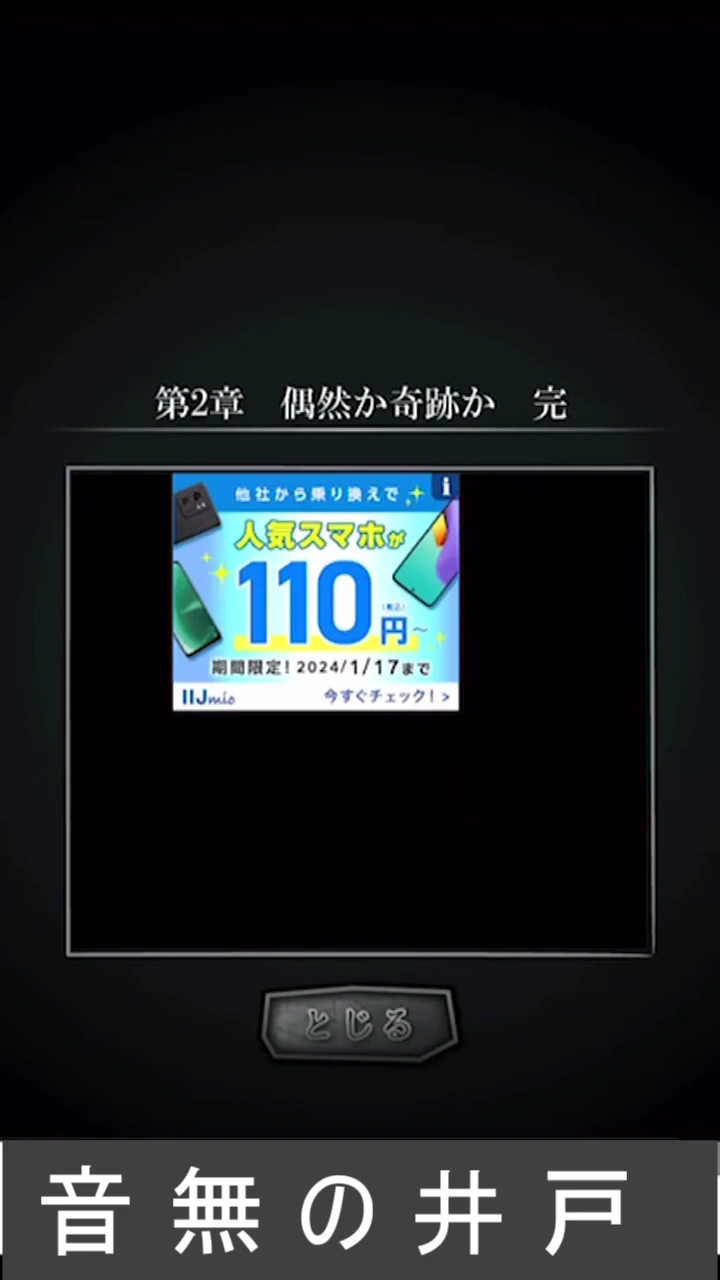 第2章　偶然か奇跡か　完
他社から乗り換えで
人気スマホが
110円～
(税込)
期間限定！2024/1/17まで
IIJmio
今すぐチェック！ >
とじる
音無の井戸